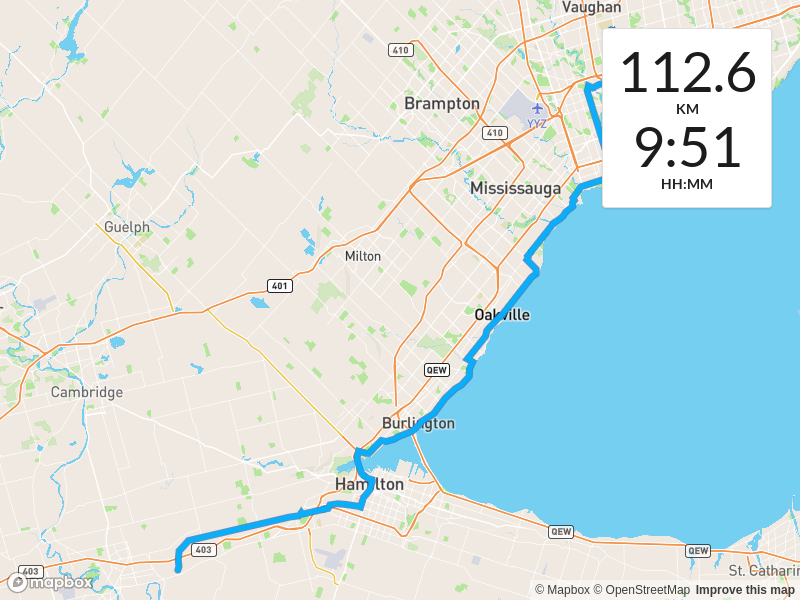 Vaughan
410
Brampton
YYZ
410
112.6
KM
9:51
HH:MM
Mississauga
Guelph
Milton
401
Oakville
QEW
Cambridge
Burlington
Hamilton
403
QEW
QEW
403
St. Catharin
mapbox
© Mapbox © OpenStreetMap Improve this map